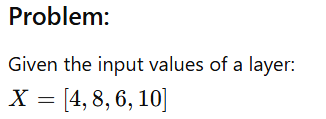 Problem:
Given the input values of a layer:
X = [4, 8, 6, 10]